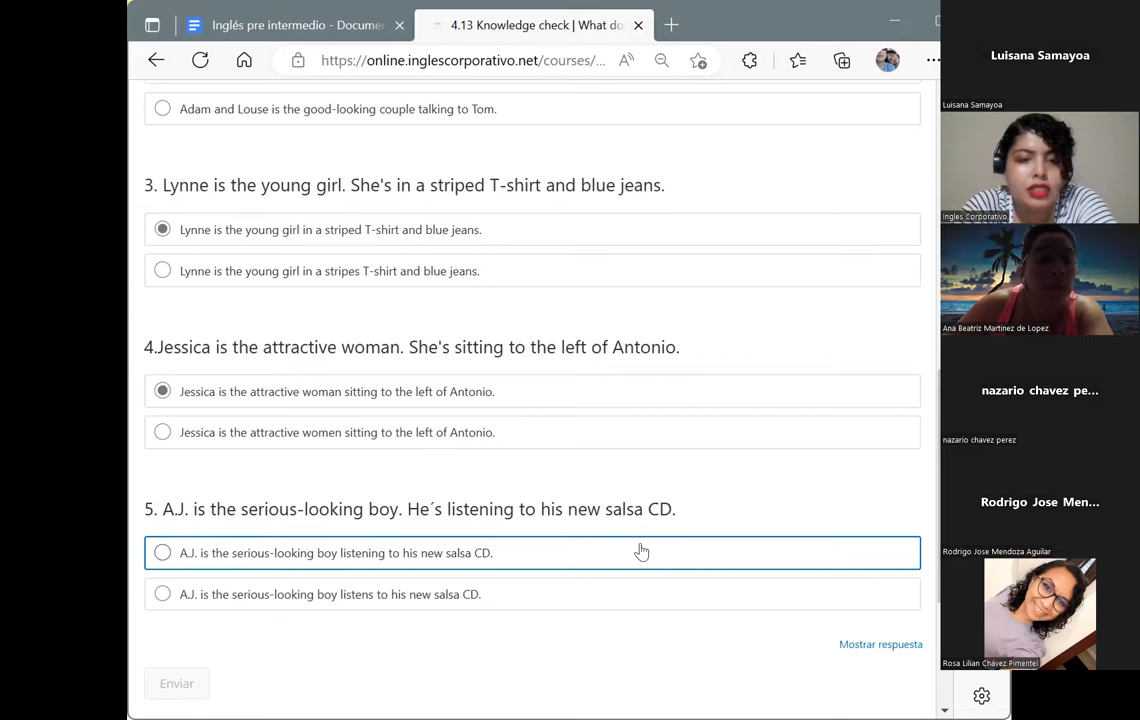 Inglés pre intermedio - Docume
4.13 Knowledge check | What do
https://online.inglescorporativo.net/courses/...
Adam and Louse is the good-looking couple talking to Tom.
3. Lynne is the young girl. She's in a striped T-shirt and blue jeans.
Lynne is the young girl in a striped T-shirt and blue jeans.
Lynne is the young girl in a stripes T-shirt and blue jeans.
4.Jessica is the attractive woman. She's sitting to the left of Antonio.
Jessica is the attractive woman sitting to the left of Antonio.
Jessica is the attractive women sitting to the left of Antonio.
5. A.J. is the serious-looking boy. He´s listening to his new salsa CD.
A.J. is the serious-looking boy listening to his new salsa CD.
A.J. is the serious-looking boy listens to his new salsa CD.
Mostrar respuesta
Enviar
Luisana Samayoa
Luisana Samayoa
Ingles Corporativo
Ana Beatriz Martinez de Lopez
nazario chavez pe...
nazario chavez perez
Rodrigo Jose Men...
Rodrigo Jose Mendoza Aguilar
Rosa Lilian Chávez Pimentel